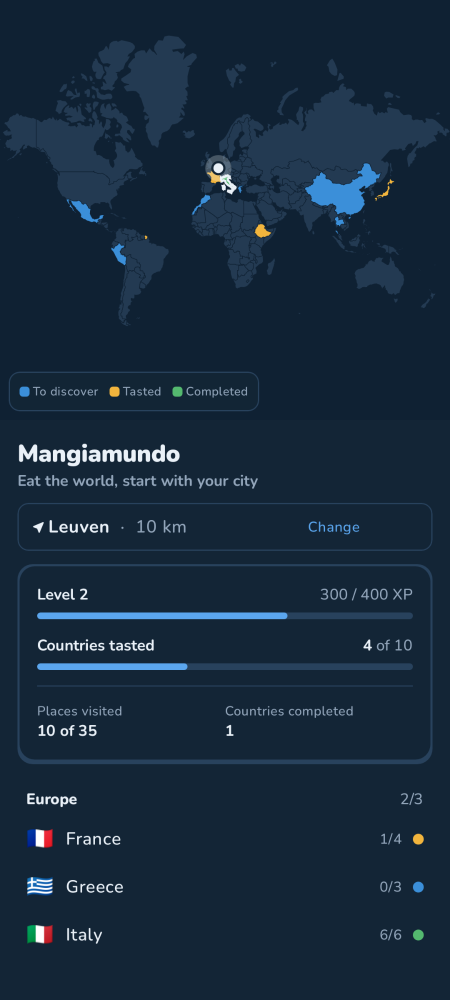 To discover Tasted Completed
Mangiamundo
Eat the world, start with your city
Leuven · 10 km Change
Level 2 300 / 400 XP
Countries tasted 4 of 10
Places visited Countries completed
10 of 35 1
Europe 2/3
France 1/4
Greece 0/3
Italy 6/6